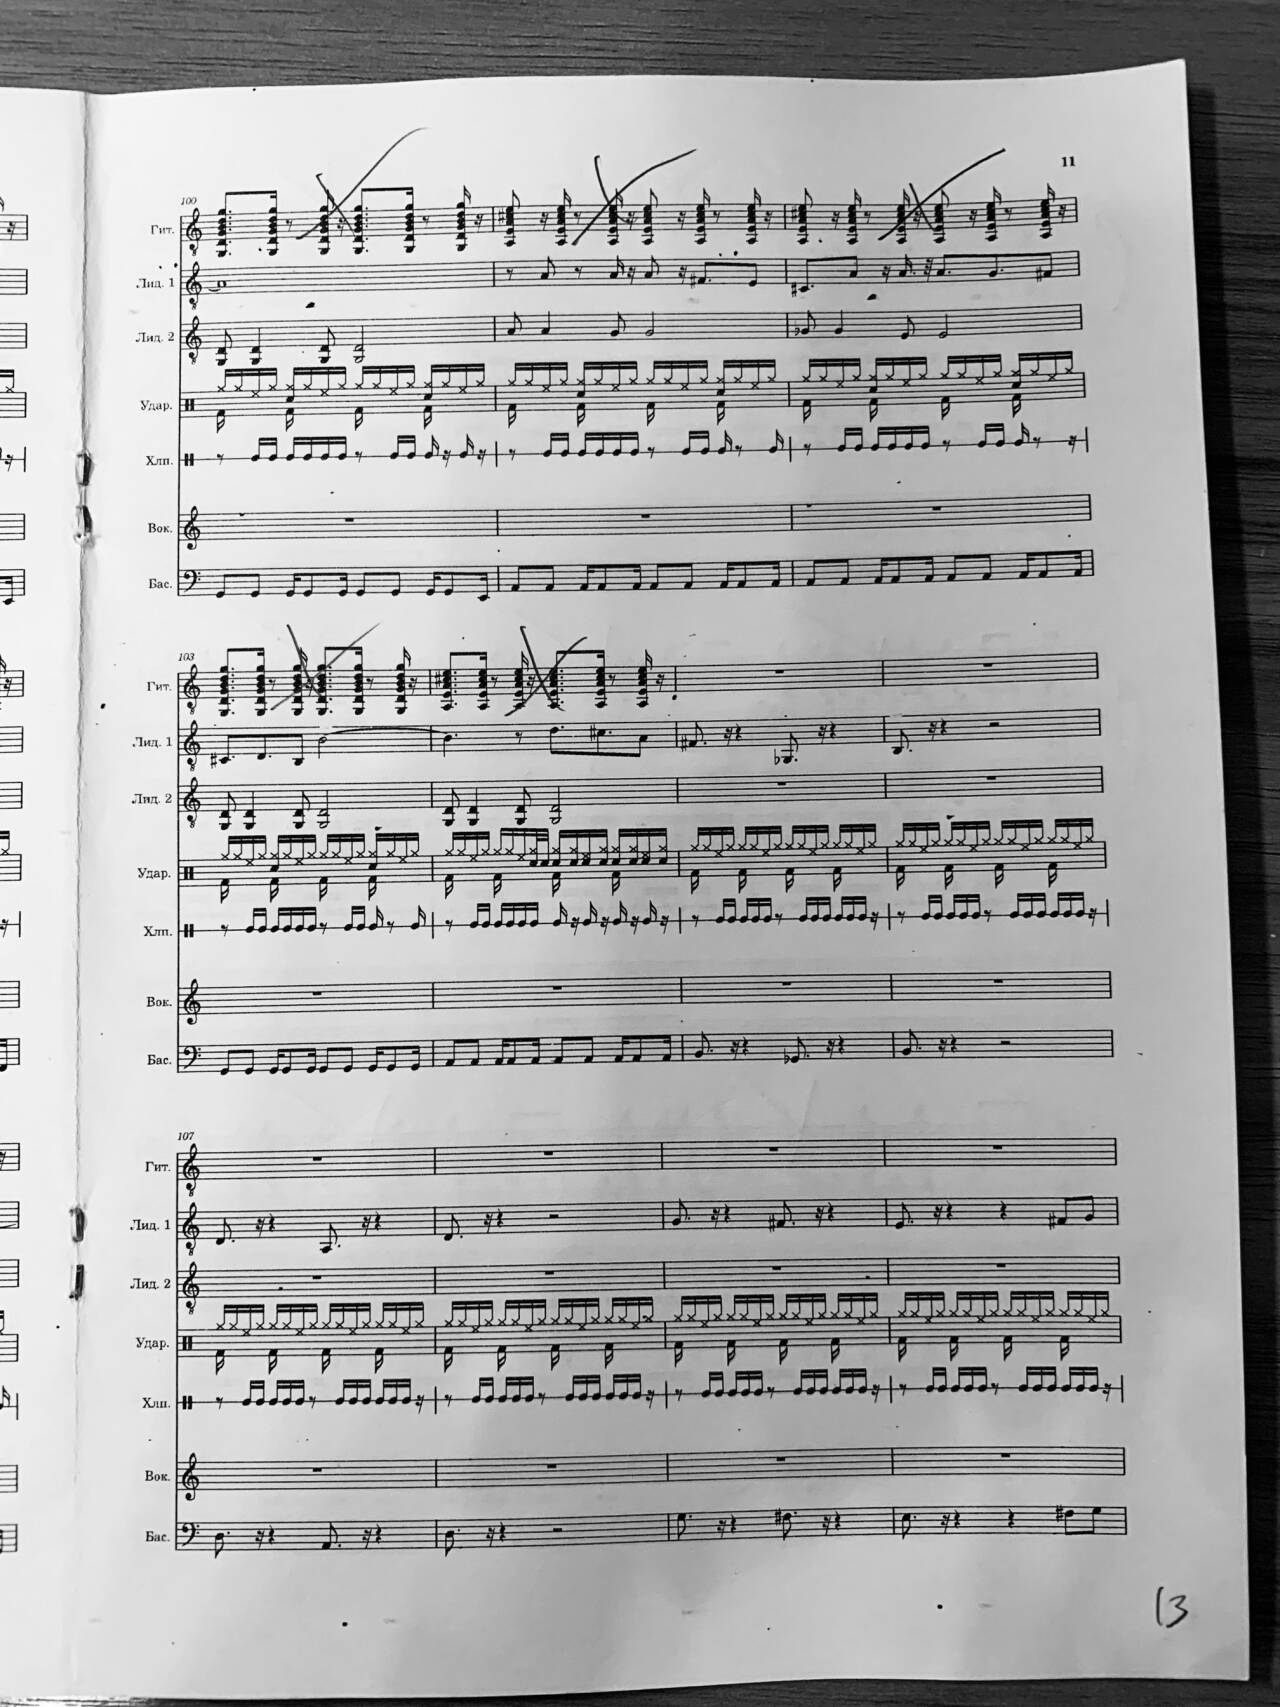 11
100
Гит.
Лид. 1
Лид. 2
Удар.
Хлп.
Вок.
Бас.
103
Гит.
Лид. 1
Лид. 2
Удар.
Хлп.
Вок.
Бас.
107
Гит.
Лид. 1
Лид. 2
Удар.
Хлп.
Вок.
Бас.
13